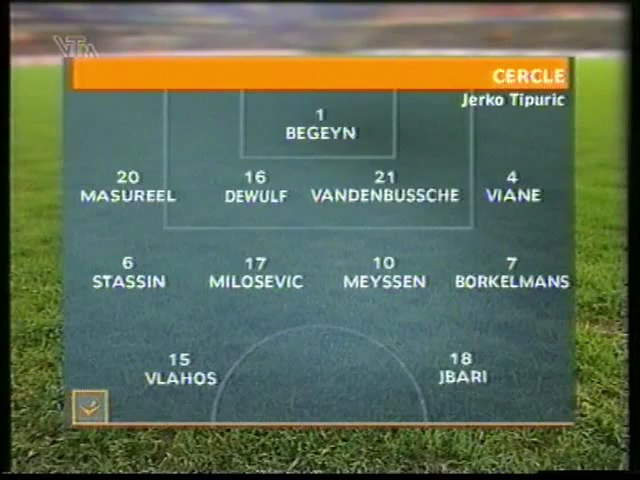 VTM
CERCLE
Jerko Tipuric
1
BEGEYN
20 16 21 4
MASUREEL DEWULF VANDENBUSSCHE VIANE
6 17 10 7
STASSIN MILOSEVIC MEYSSEN BORKELMANS
15 18
VLAHOS JBARI